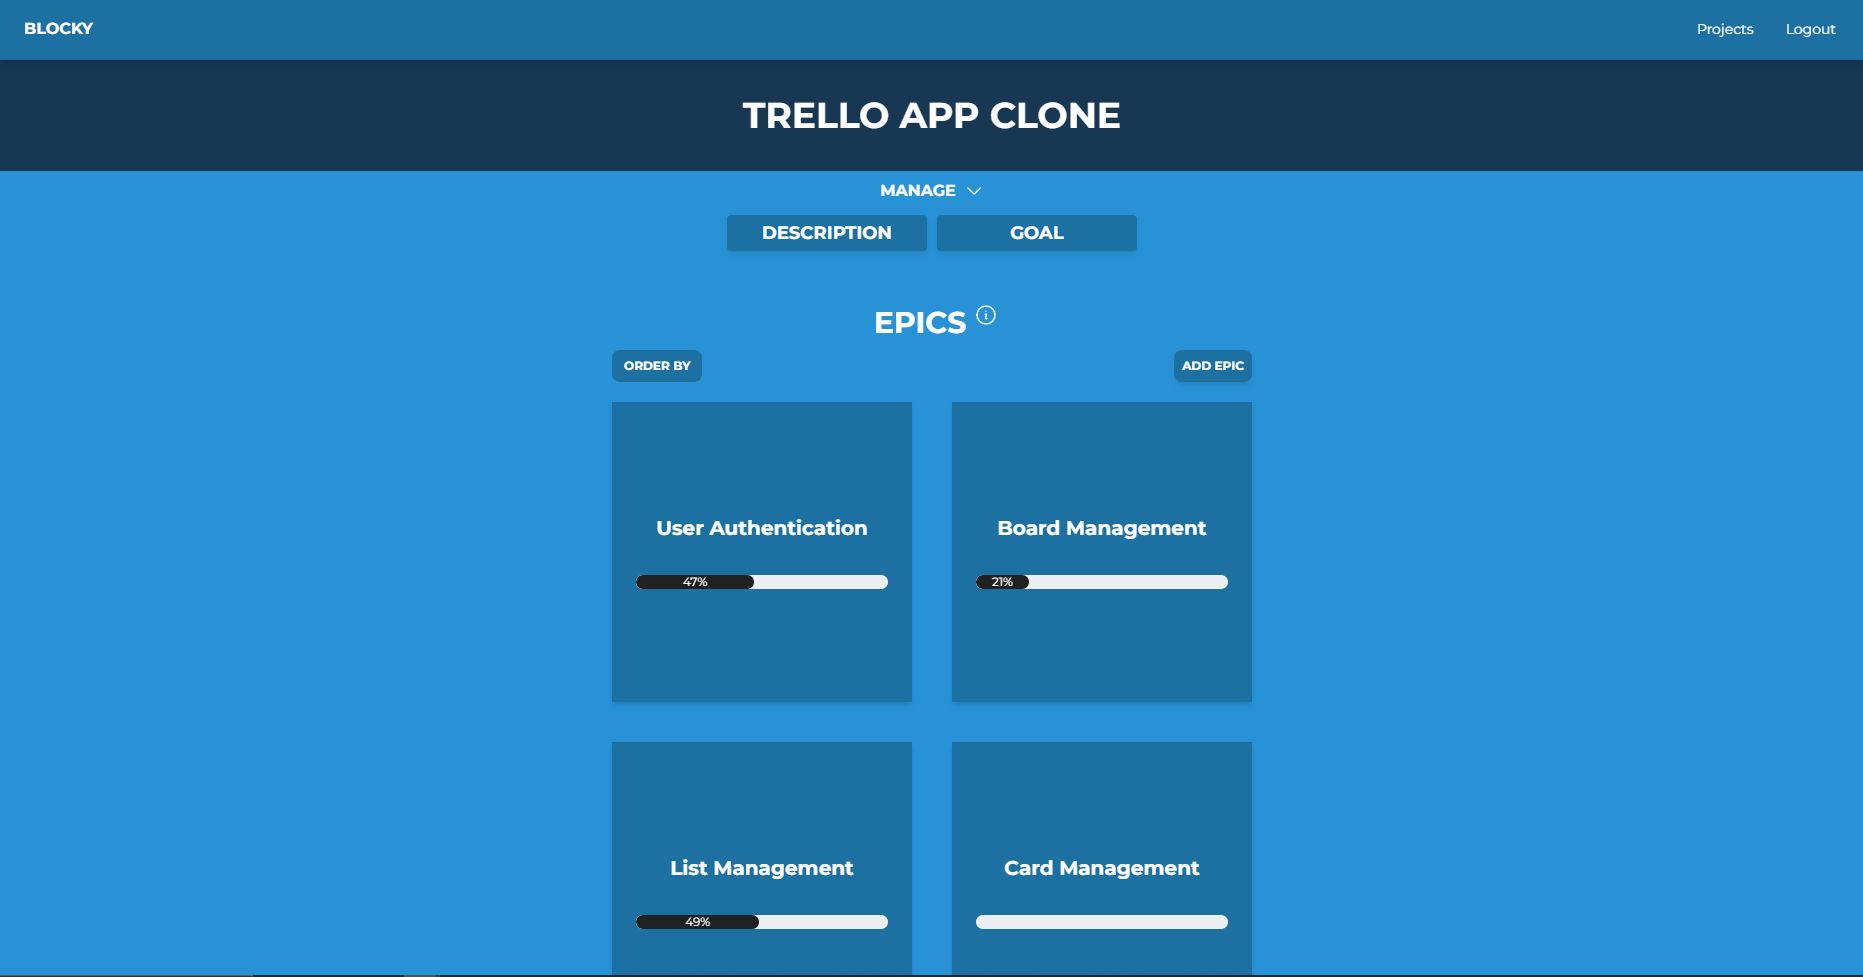 BLOCKY
Projects Logout
TRELLO APP CLONE
MANAGE
DESCRIPTION GOAL
EPICS
ORDER BY ADD EPIC
User Authentication Board Management
47% 21%
List Management Card Management
49%